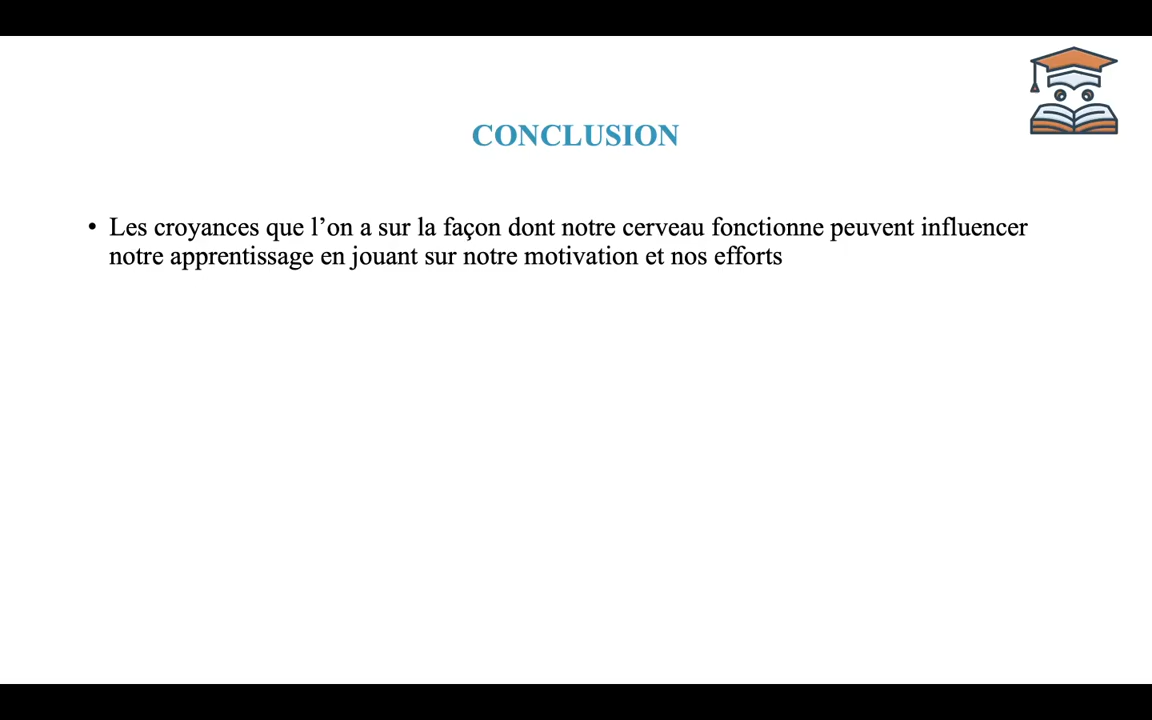 CONCLUSION
• Les croyances que l’on a sur la façon dont notre cerveau fonctionne peuvent influencer
notre apprentissage en jouant sur notre motivation et nos efforts